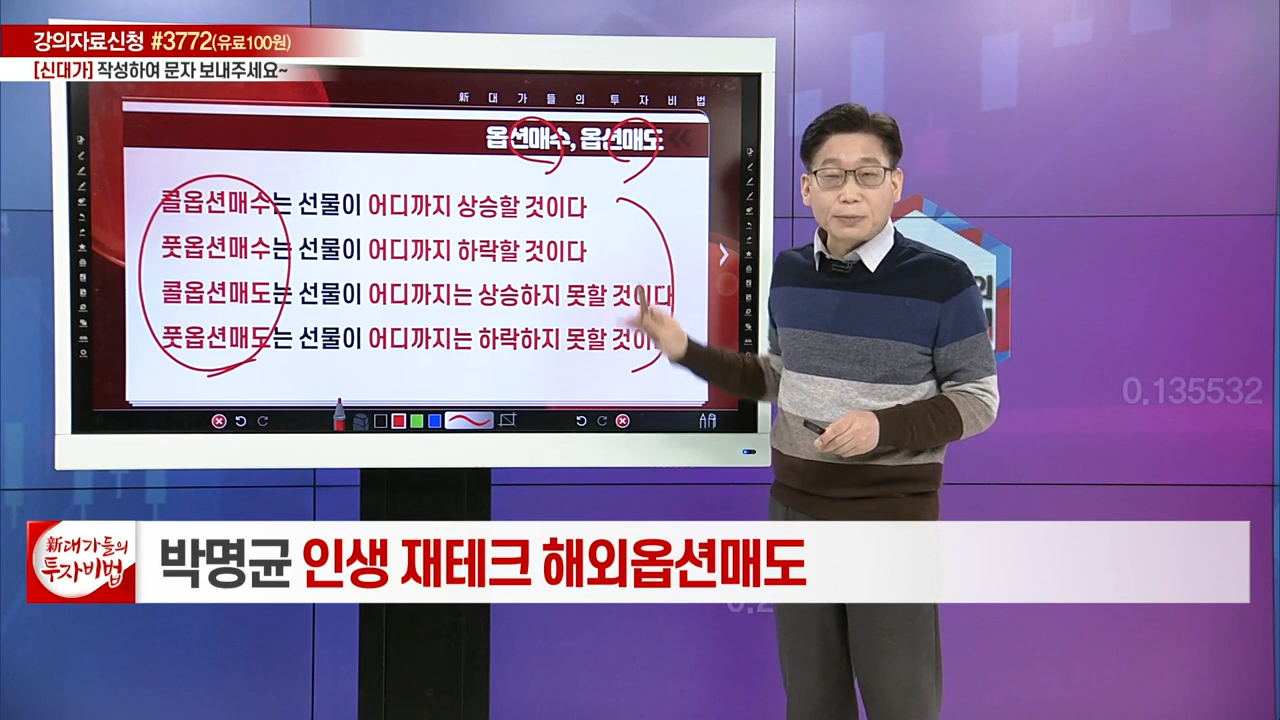 강의자료신청 #3772(유료100원)
[신대가] 작성하여 문자 보내주세요~
新대가들의 투자비법
옵션매수, 옵션매도
콜옵션매수는 선물이 어디까지 상승할 것이다
풋옵션매수는 선물이 어디까지 하락할 것이다
콜옵션매도는 선물이 어디까지는 상승하지 못할 것이다
풋옵션매도는 선물이 어디까지는 하락하지 못할 것이
의
0.135532
新대가들의
투자비법
박명균 인생 재테크 해외옵션매도
0.2